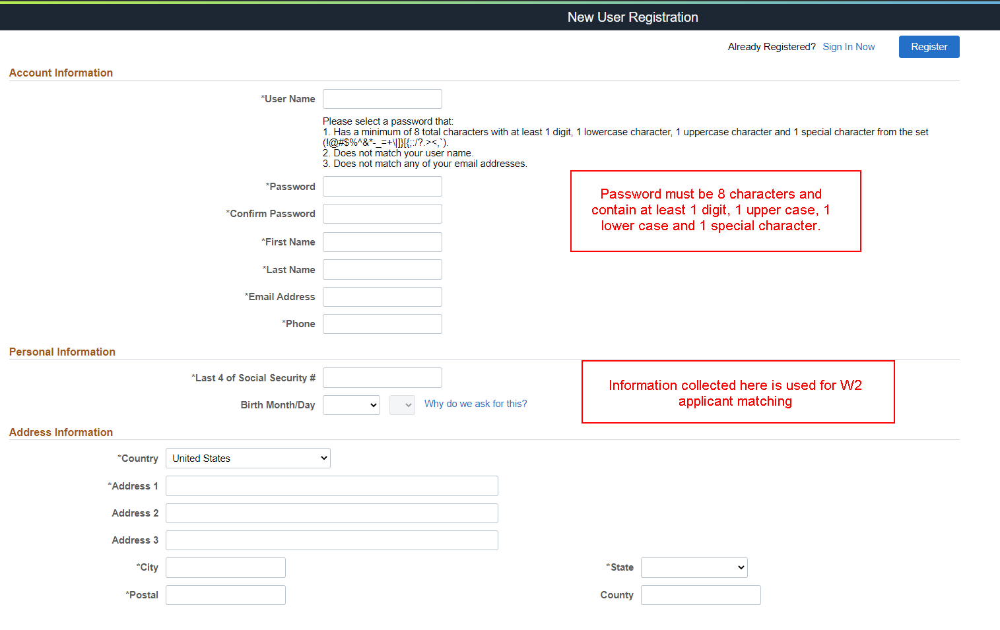 New User Registration
Already Registered? Sign In Now Register
Account Information
*User Name
Please select a password that:
1. Has a minimum of 8 total characters with at least 1 digit, 1 lowercase character, 1 uppercase character and 1 special character from the set
(!@#$%^&*-_=+\|]}[{;:/?.><,`).
2. Does not match your user name.
3. Does not match any of your email addresses.
*Password
*Confirm Password
Password must be 8 characters and
contain at least 1 digit, 1 upper case, 1
lower case and 1 special character.
*First Name
*Last Name
*Email Address
*Phone
Personal Information
*Last 4 of Social Security #
Birth Month/Day Why do we ask for this?
Information collected here is used for W2
applicant matching
Address Information
*Country United States
*Address 1
Address 2
Address 3
*City *State
*Postal County